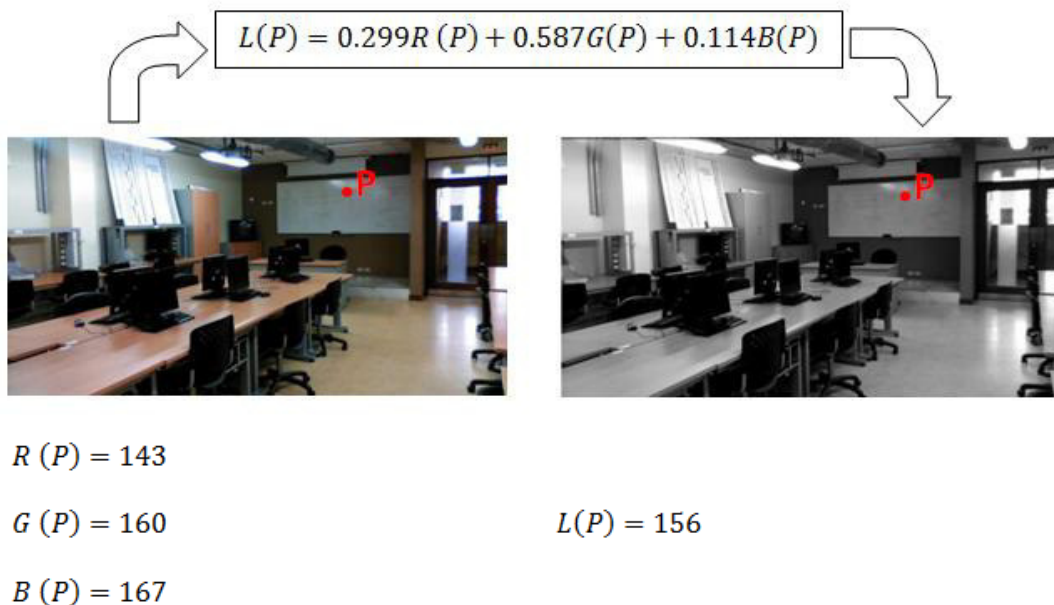 L(P) = 0.299R (P) + 0.587G(P) + 0.114B(P)
P
P
R (P) = 143
G (P) = 160
L(P) = 156
B (P) = 167